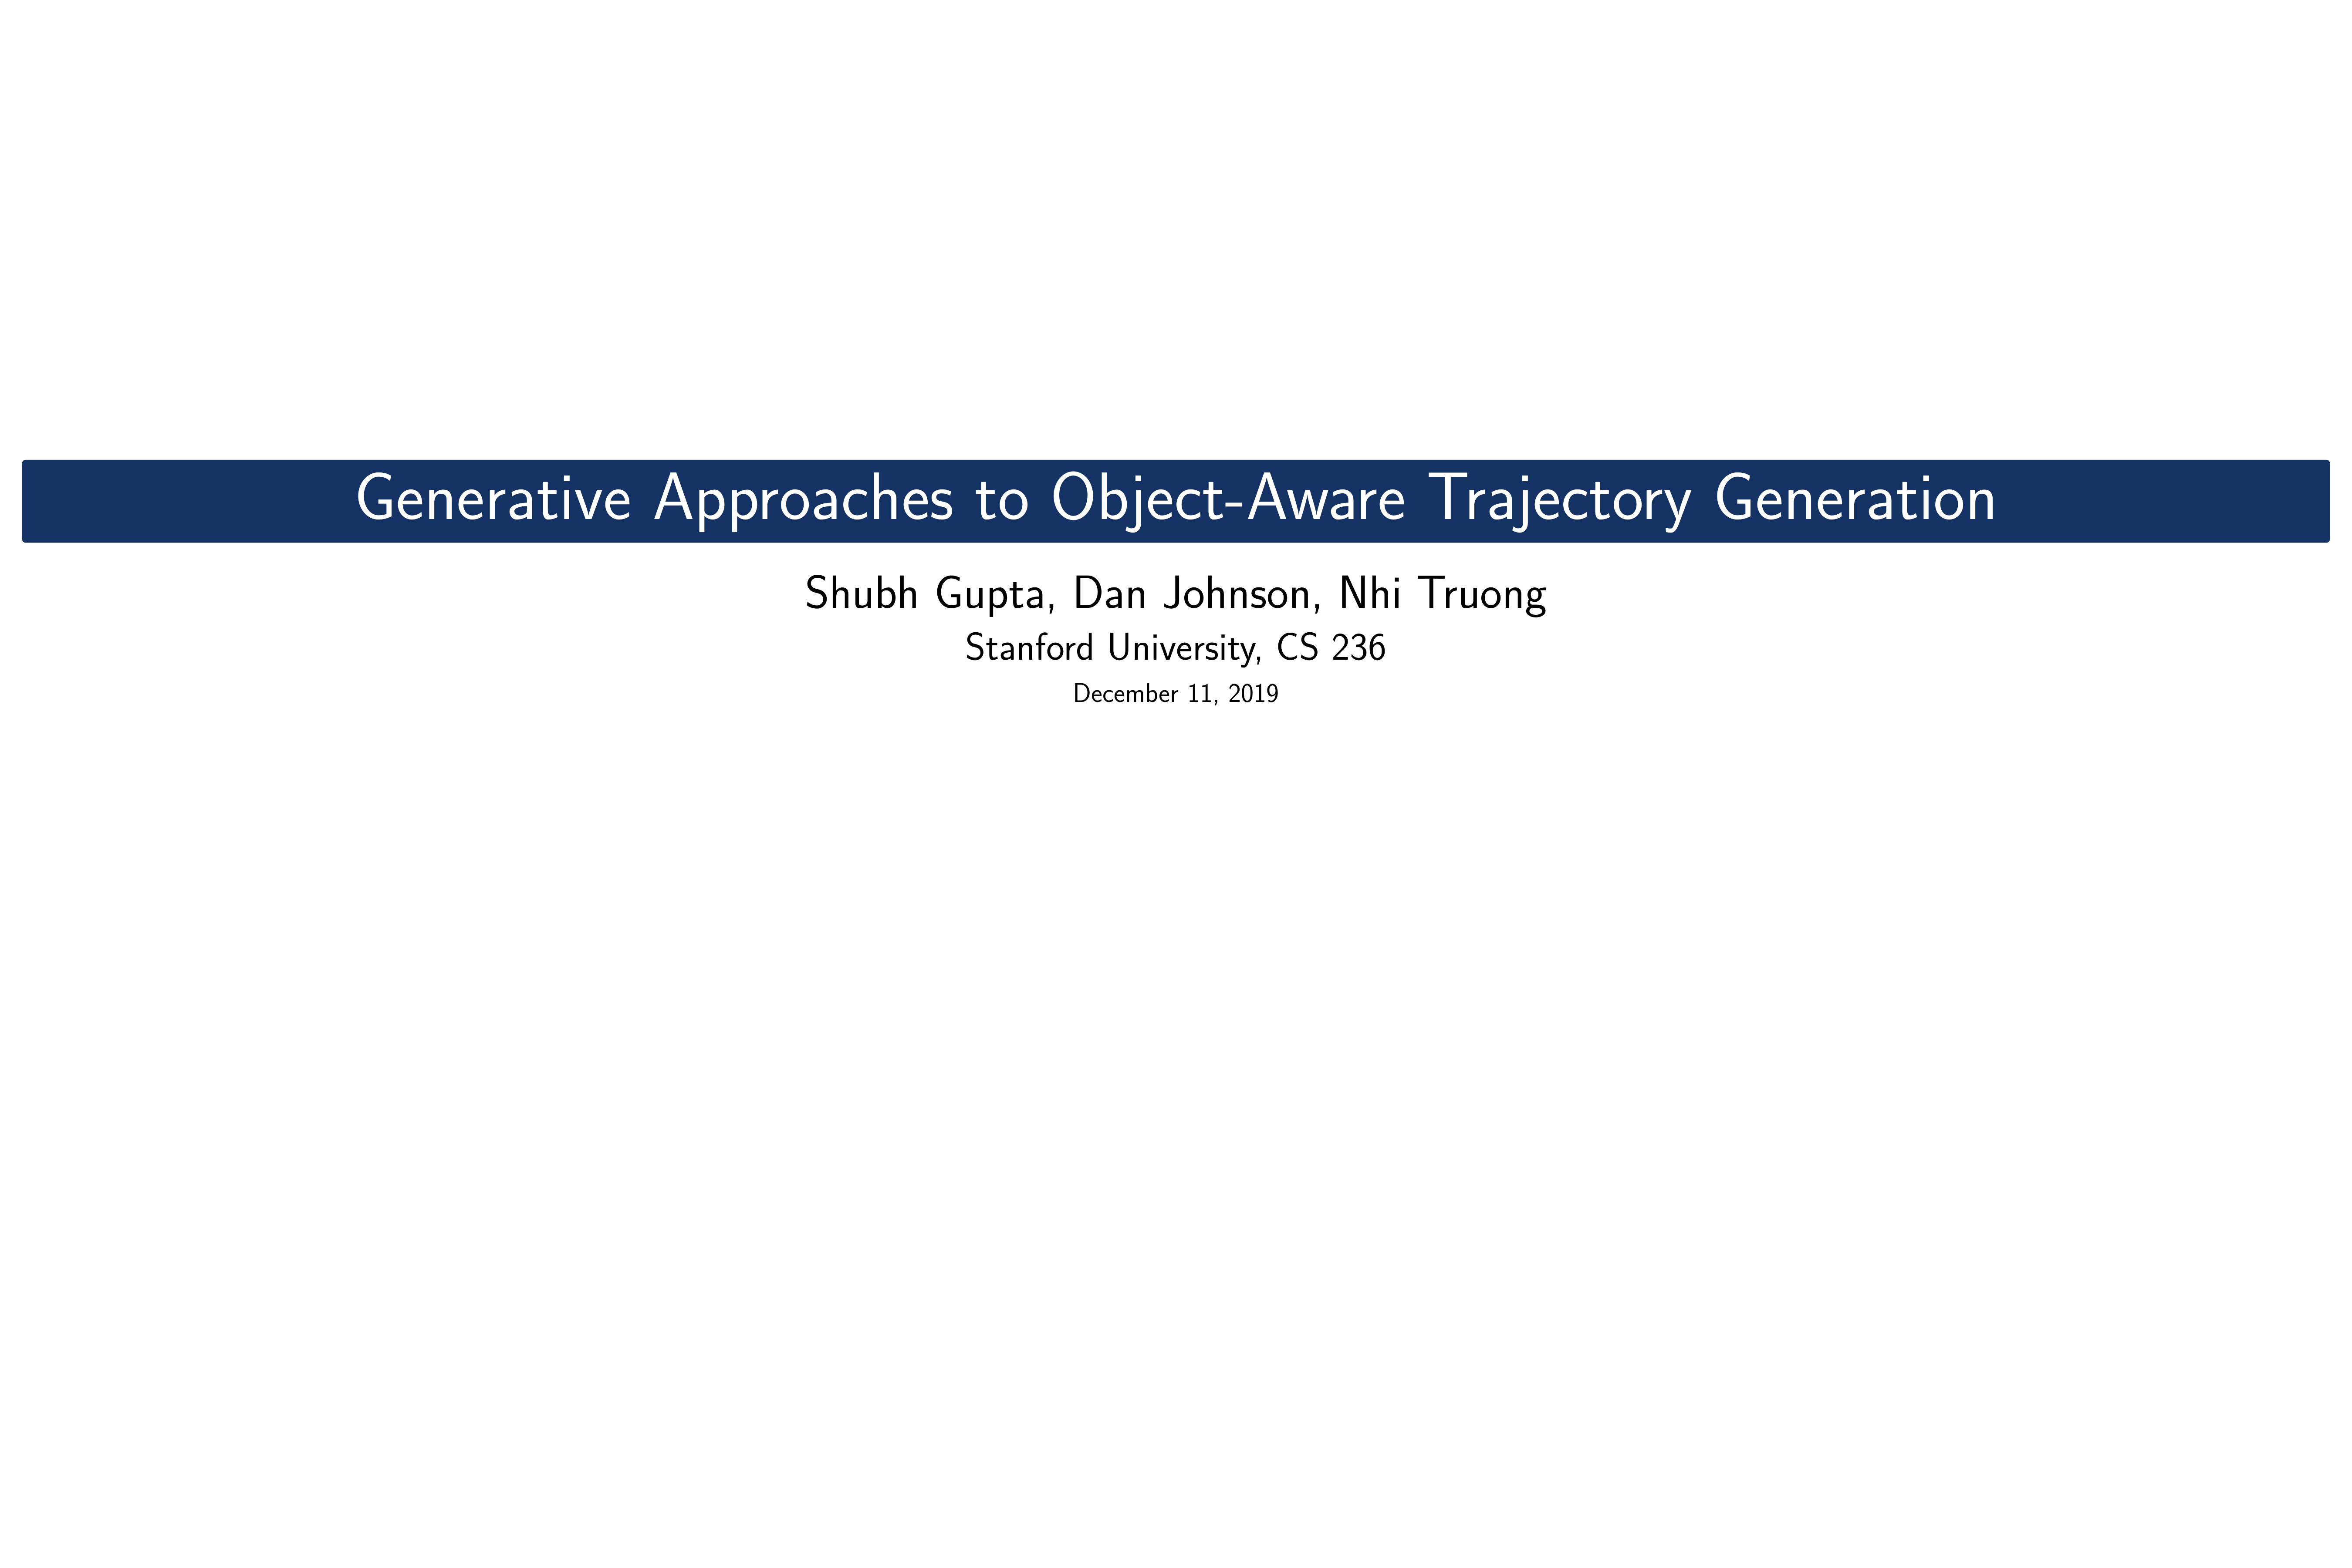 Generative Approaches to Object-Aware Trajectory Generation
Shubh Gupta, Dan Johnson, Nhi Truong
Stanford University, CS 236
December 11, 2019